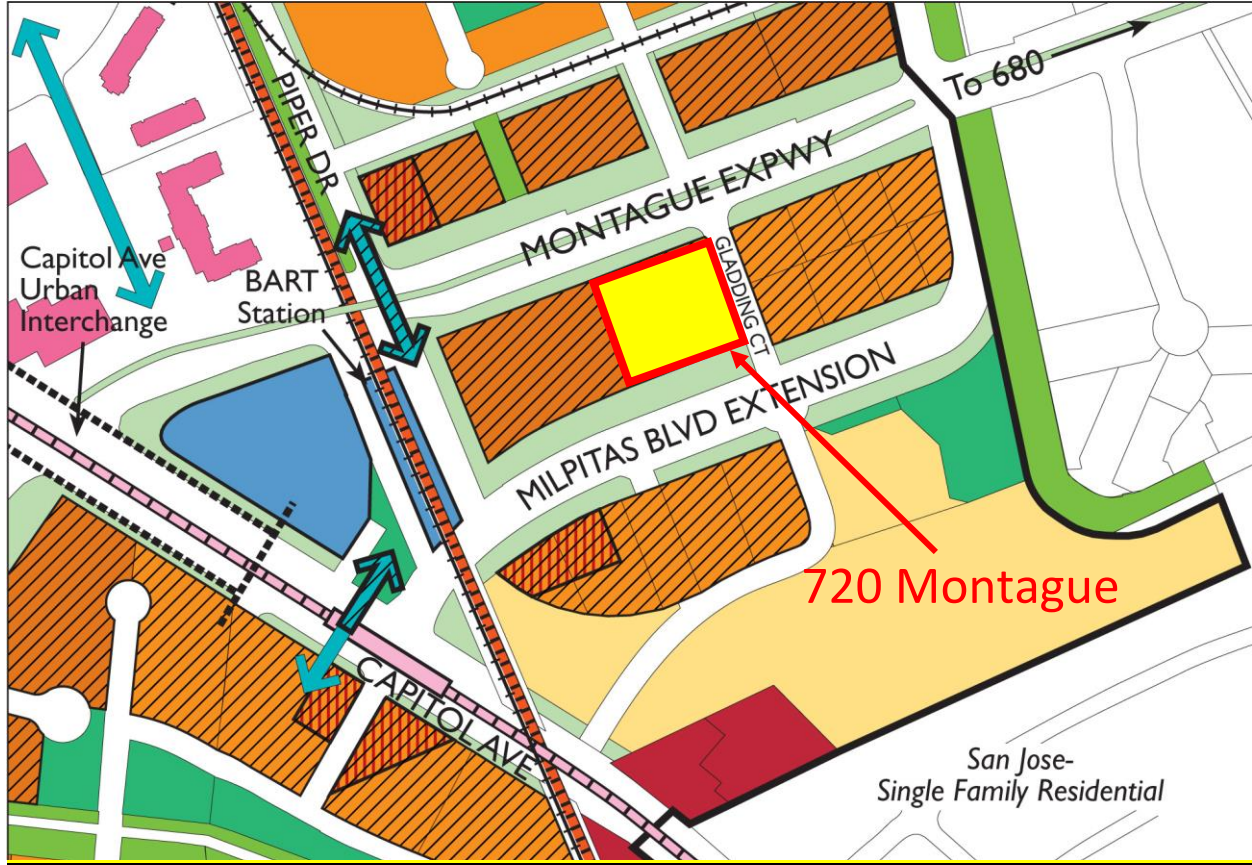 To 680
PIPER DR
MONTAGUE EXPWY
Capitol Ave
Urban
Interchange
BART
Station
GLADDING CT
MILPITAS BLVD EXTENSION
720 Montague
CAPITOL AVE
San Jose-
Single Family Residential